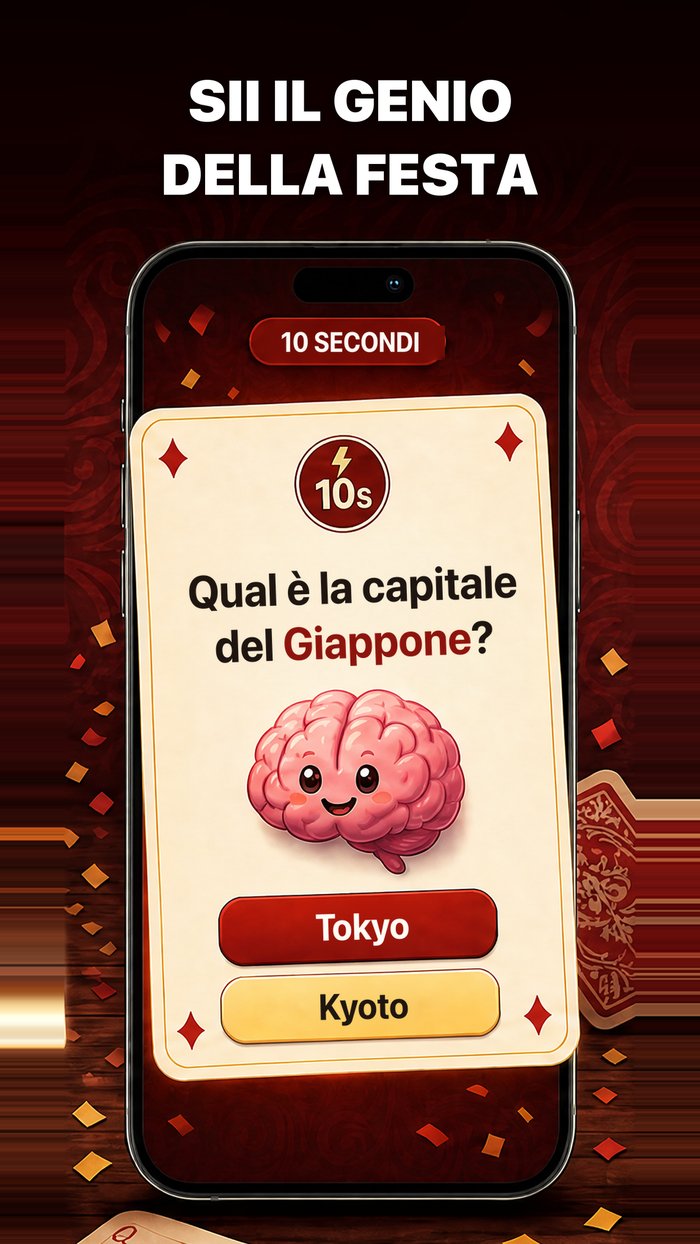 SII IL GENIO
DELLA FESTA
10 SECONDI
10s
Qual è la capitale
del Giappone?
Tokyo
Kyoto
Q